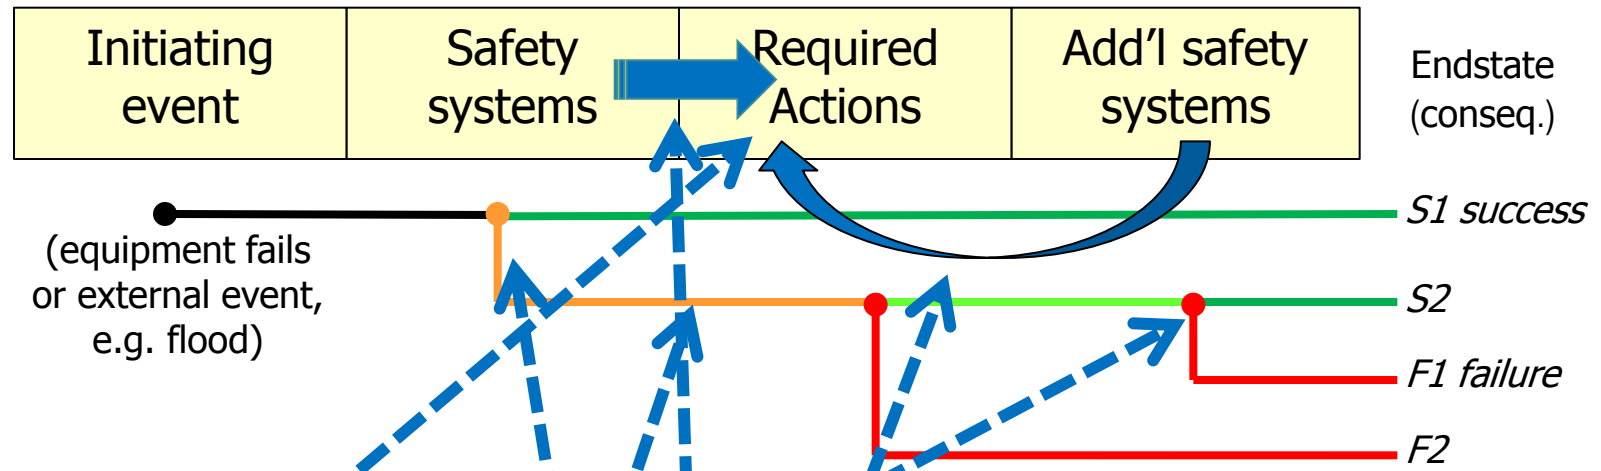 Initiating
event
Safety
systems
Required
Actions
Add’l safety
systems
Endstate
(conseq.)
S1 success
(equipment fails
or external event,
e.g. flood)
S2
F1 failure
F2